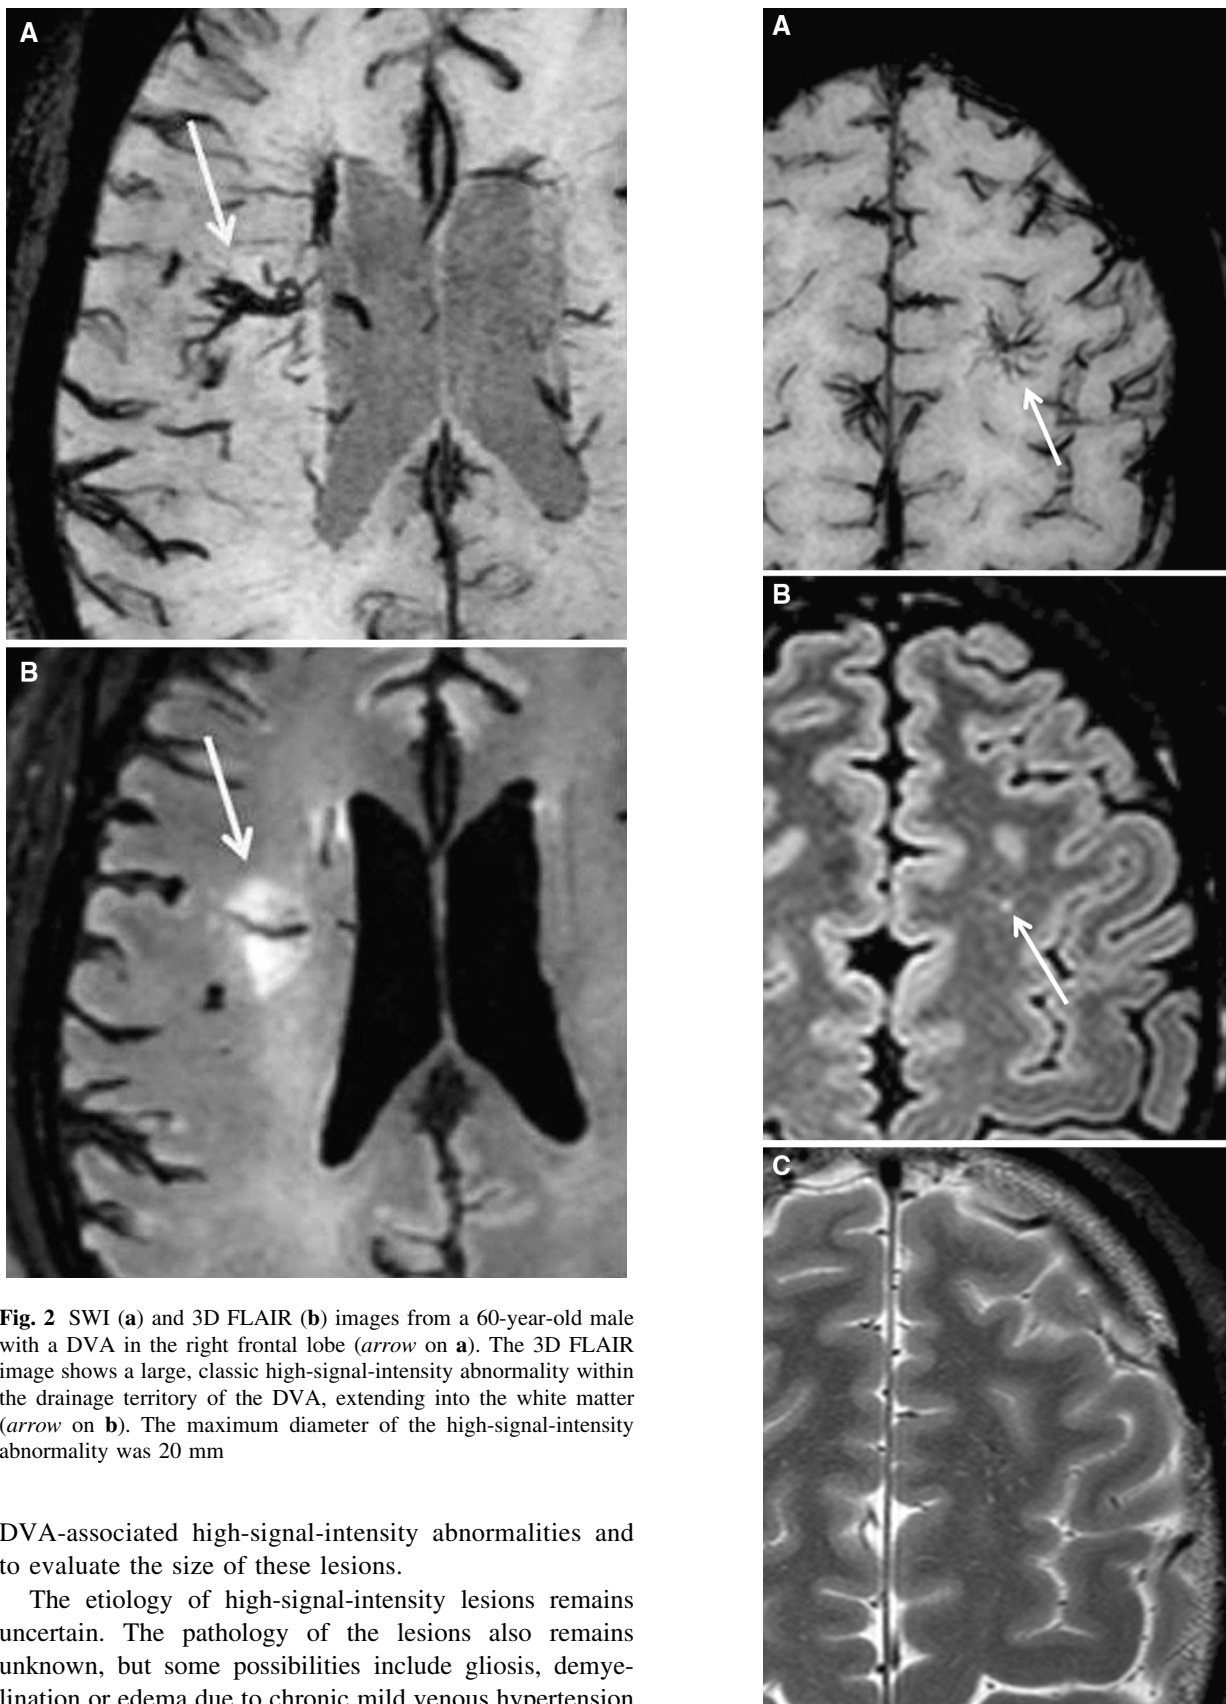 A
B
Fig. 2 SWI (a) and 3D FLAIR (b) images from a 60-year-old male
with a DVA in the right frontal lobe (arrow on a). The 3D FLAIR
image shows a large, classic high-signal-intensity abnormality within
the drainage territory of the DVA, extending into the white matter
(arrow on b). The maximum diameter of the high-signal-intensity
abnormality was 20 mm
DVA-associated high-signal-intensity abnormalities and
to evaluate the size of these lesions.
The etiology of high-signal-intensity lesions remains
uncertain. The pathology of the lesions also remains
unknown, but some possibilities include gliosis, demye-
lination or edema due to chronic mild venous hypertension
A
B
C